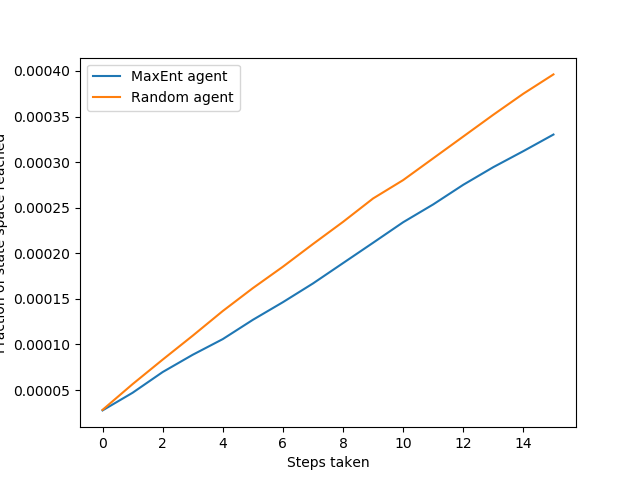 MaxEnt agent
Random agent
0.00040
0.00035
0.00030
0.00025
0.00020
0.00015
0.00010
0.00005
0 2 4 6 8 10 12 14
Steps taken
Fraction of state space reached